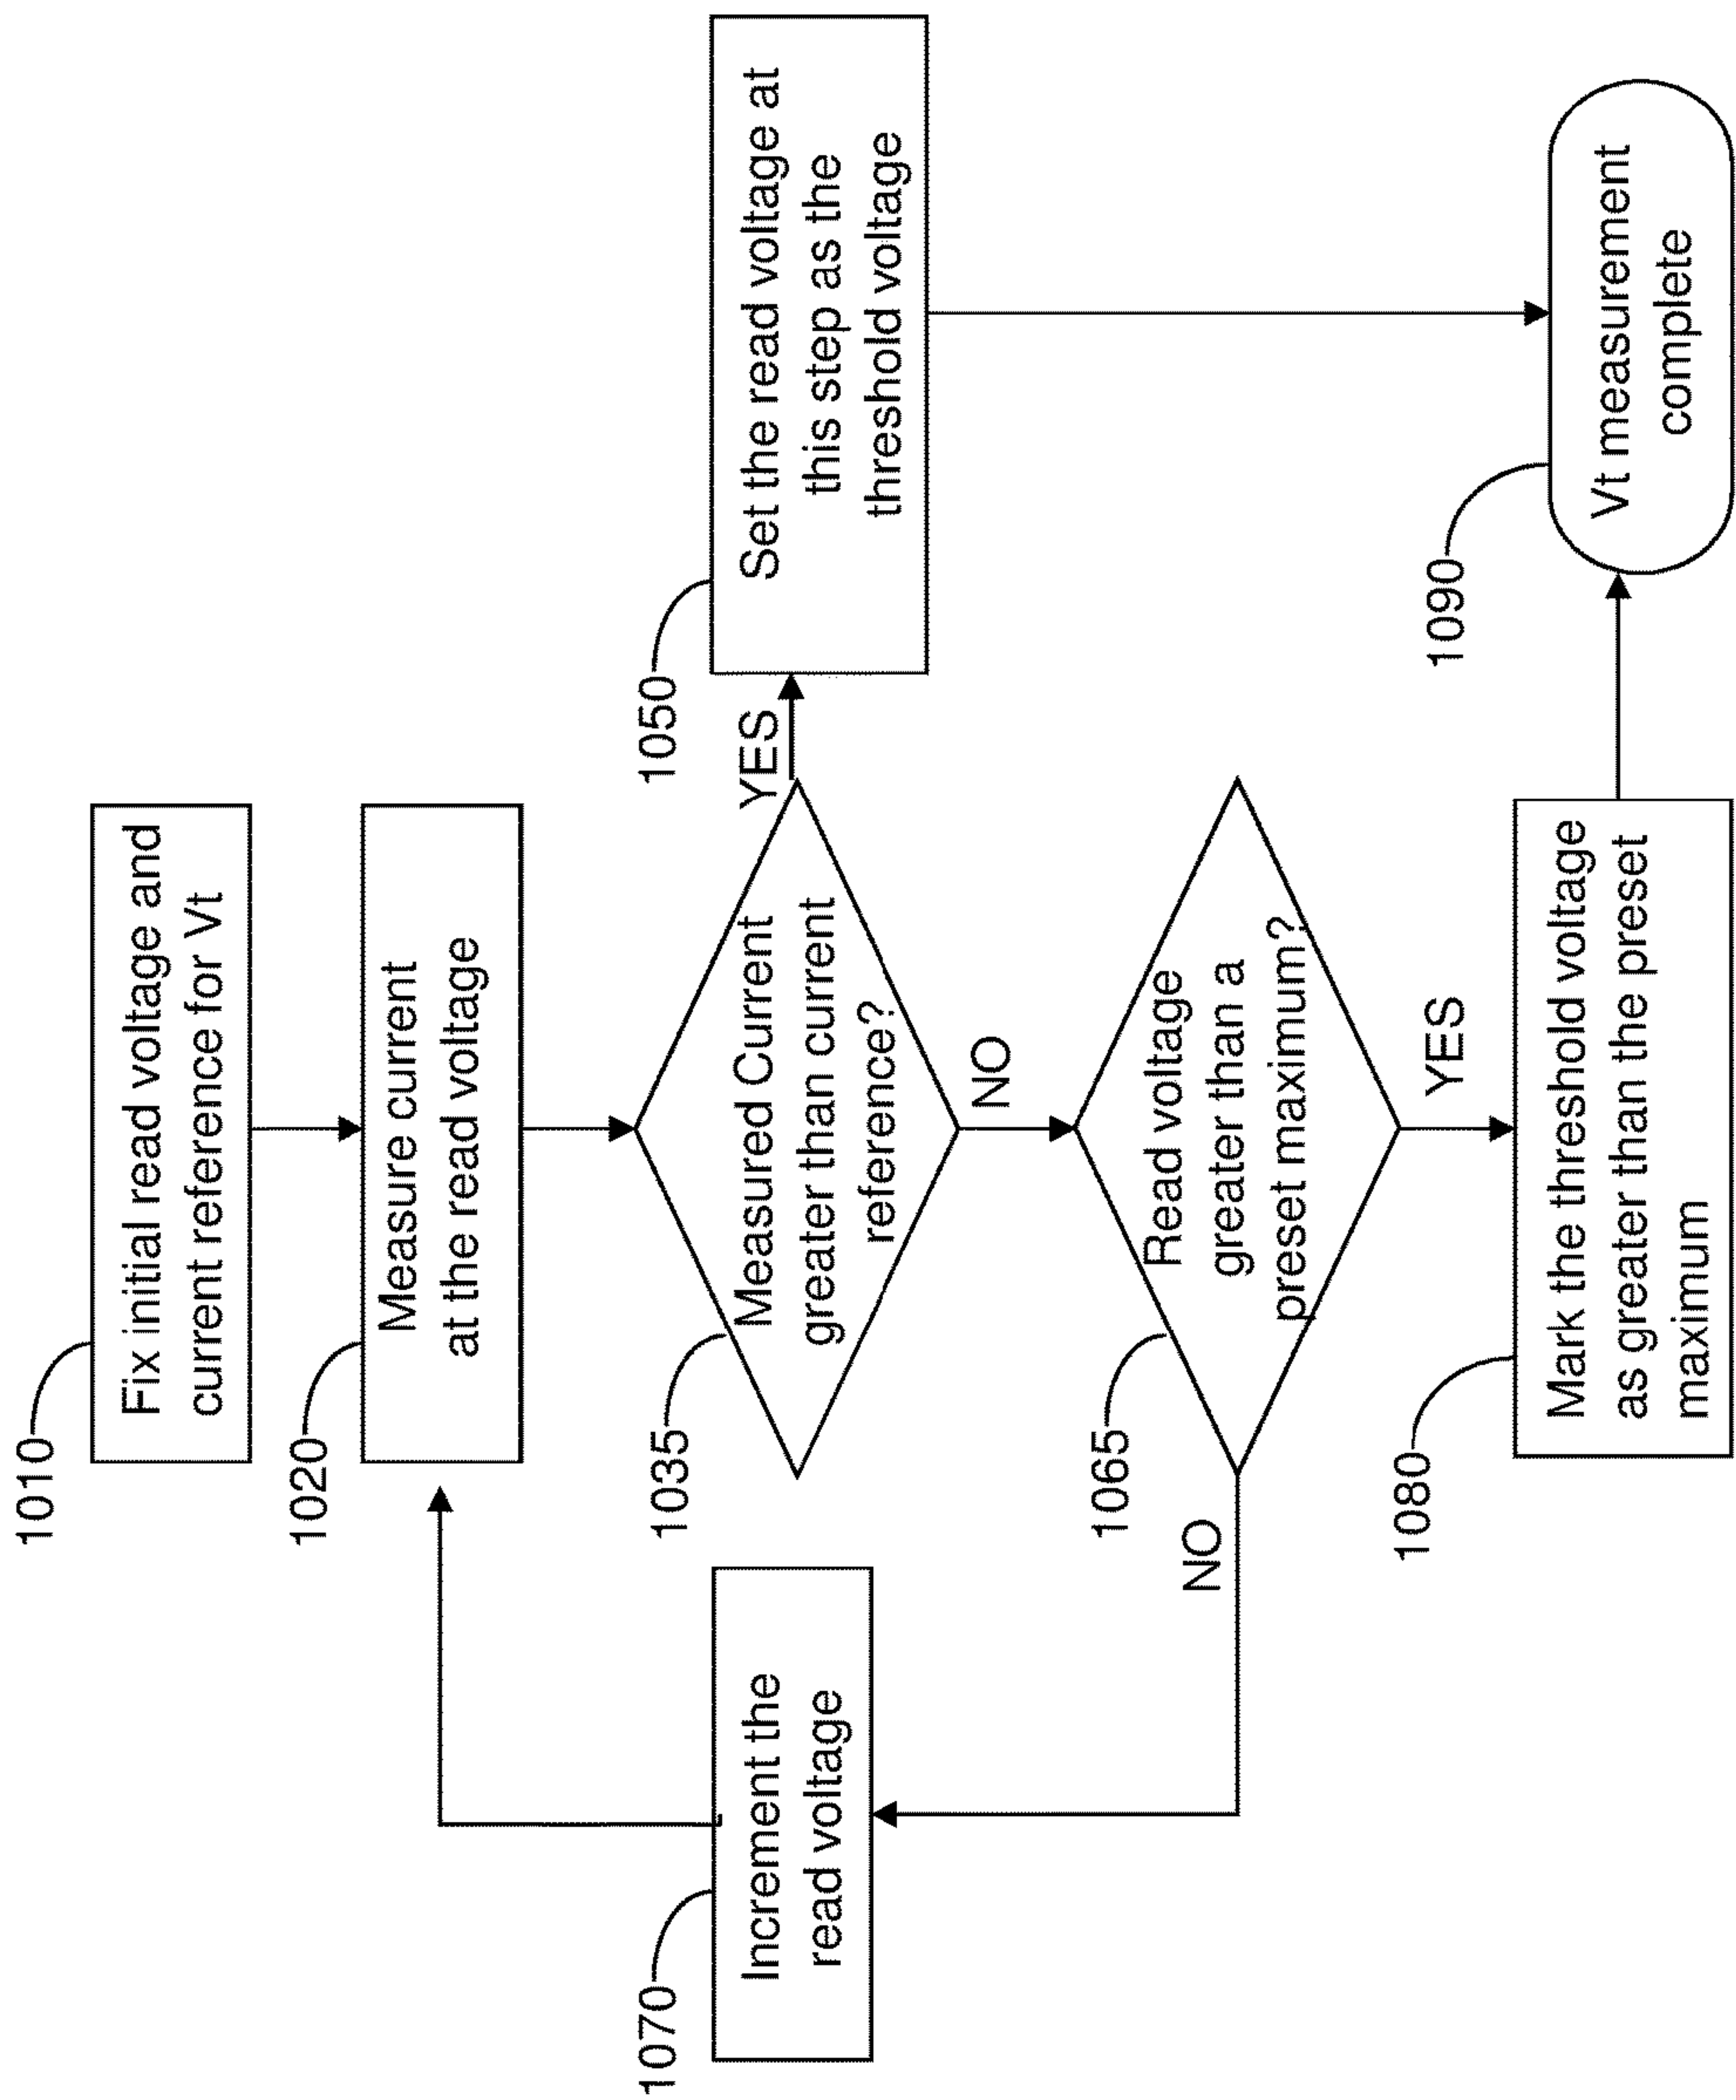 1010
Fix initial read voltage and
current reference for Vt
1020
Measure current
at the read voltage
1035
Measured Current
greater than current
reference?
YES
1050
Set the read voltage at
this step as the
threshold voltage
NO
1065
Read voltage
greater than a
preset maximum?
NO
1070
Increment the
read voltage
YES
1080
Mark the threshold voltage
as greater than the preset
maximum
1090
Vt measurement
complete